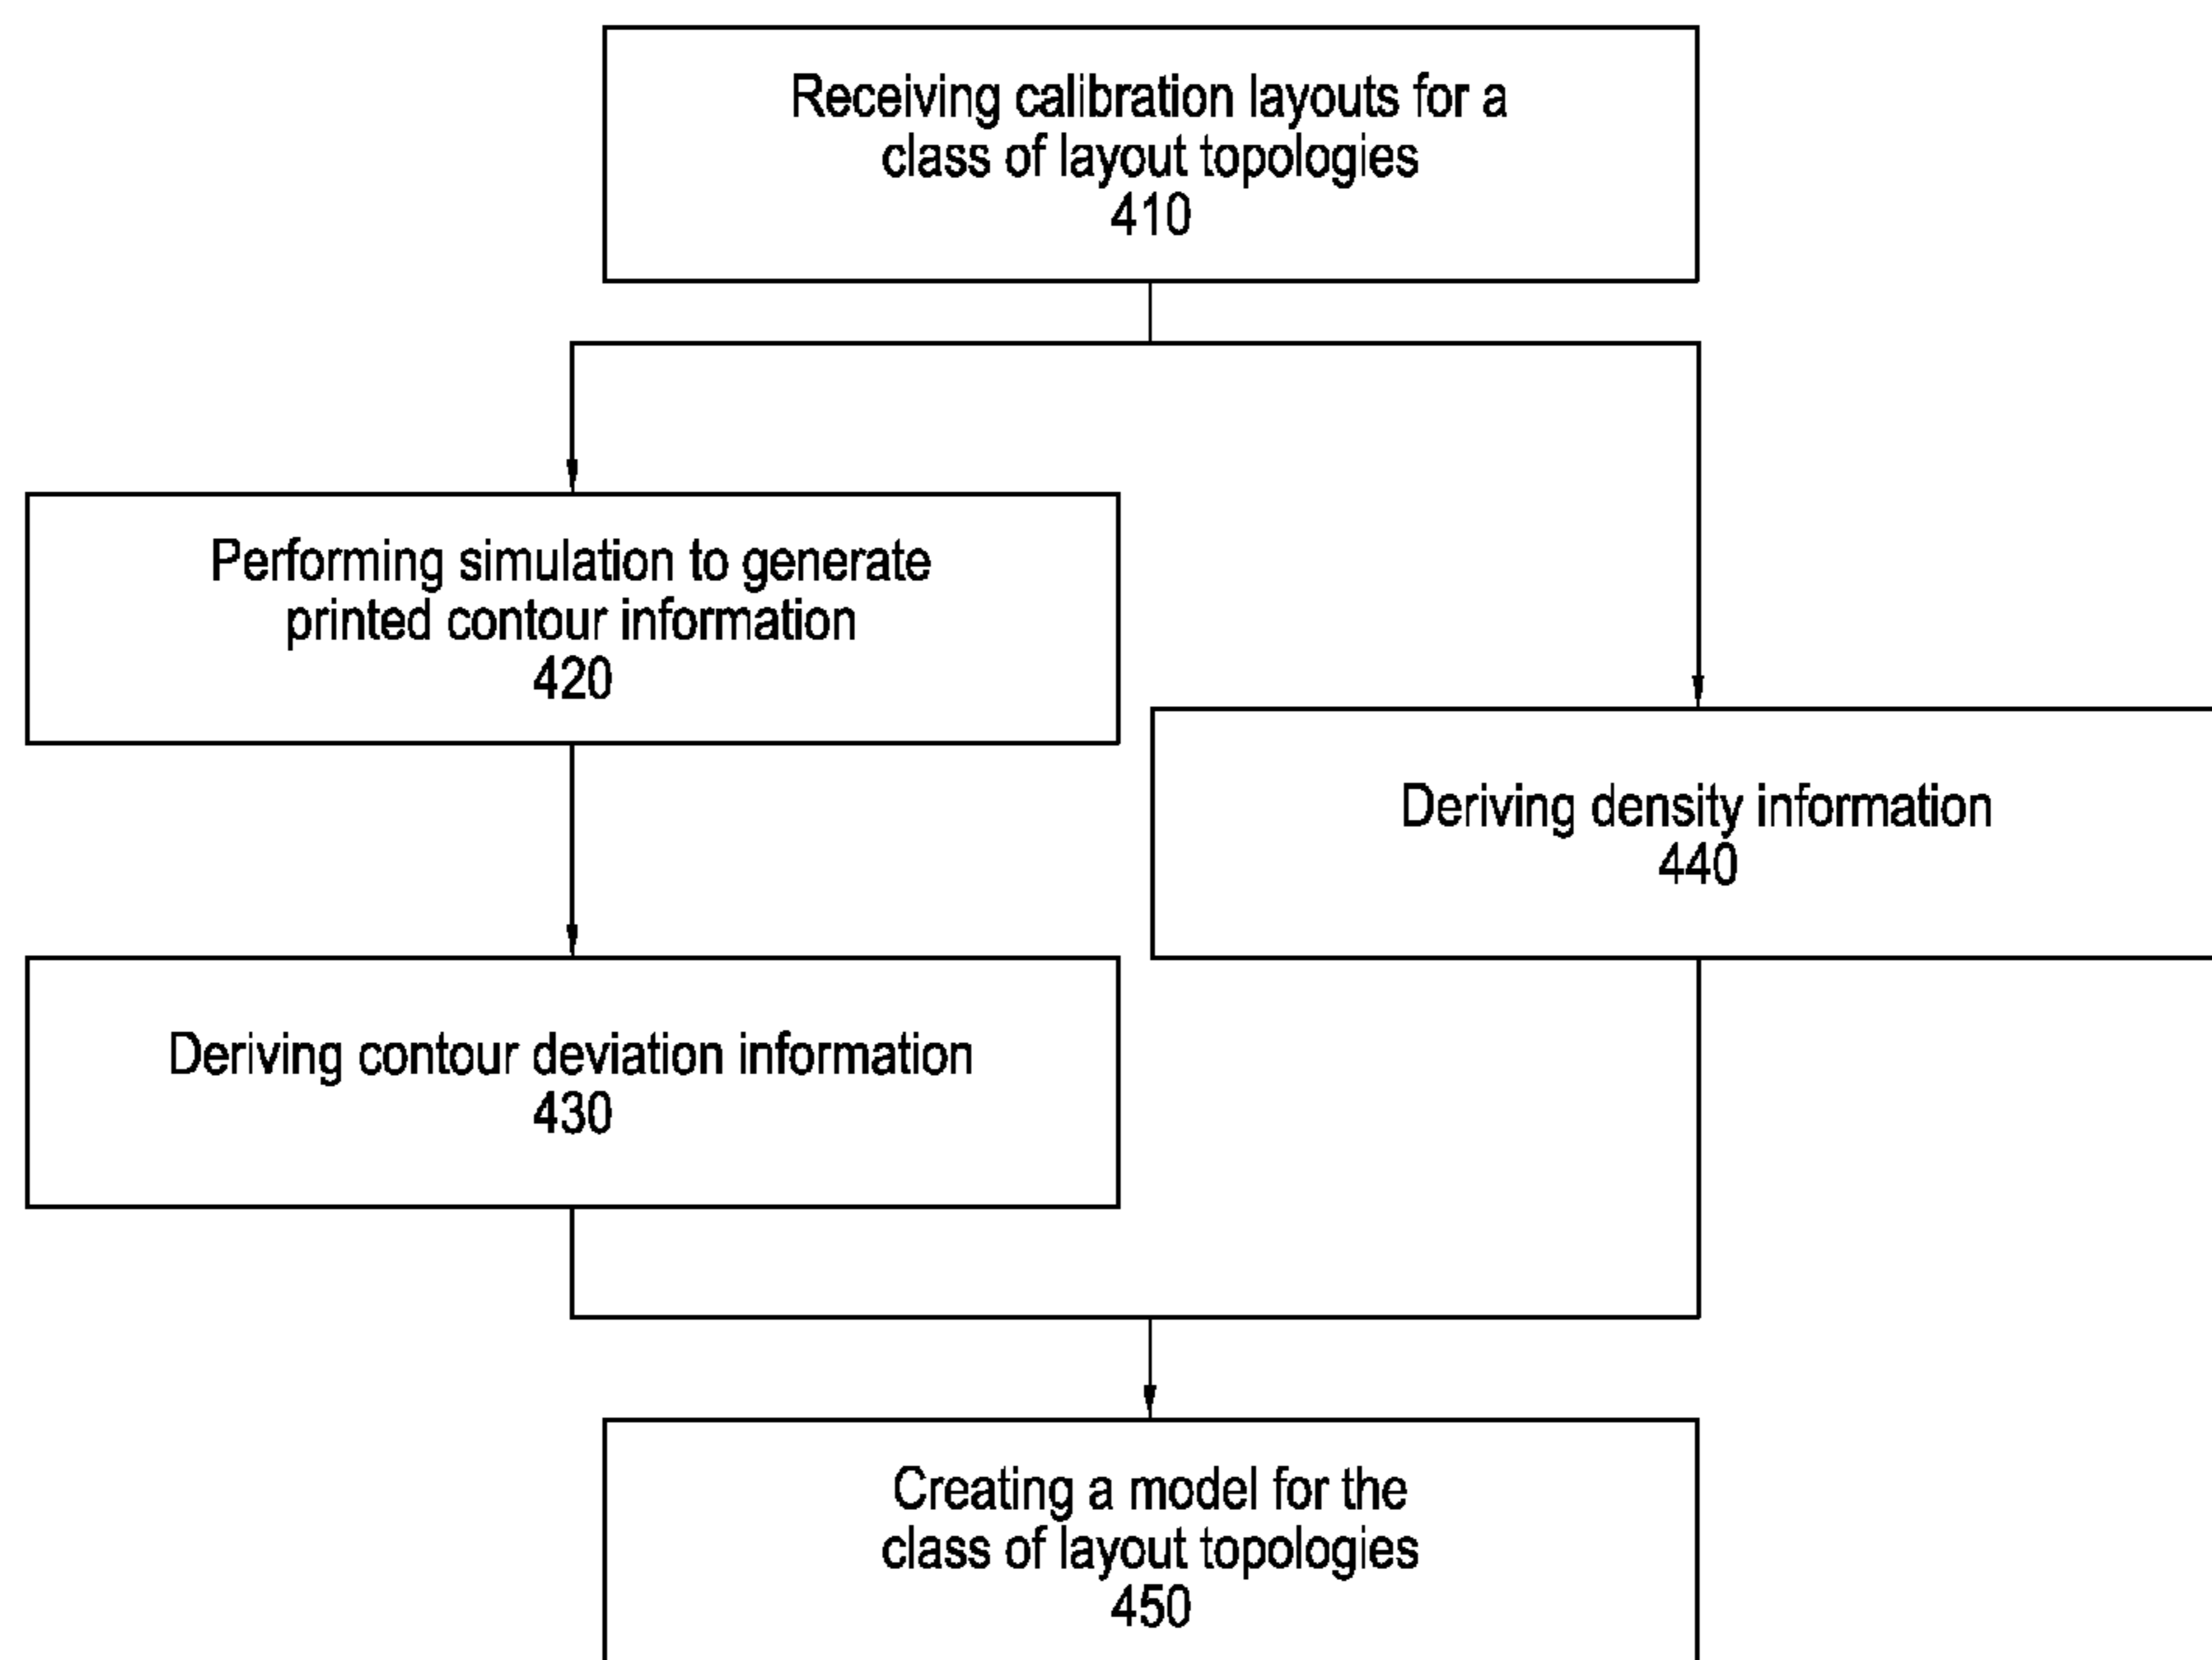 Receiving calibration layouts for a
class of layout topologies
410
Performing simulation to generate
printed contour information
420
Deriving density information
440
Deriving contour deviation information
430
Creating a model for the
class of layout topologies
450